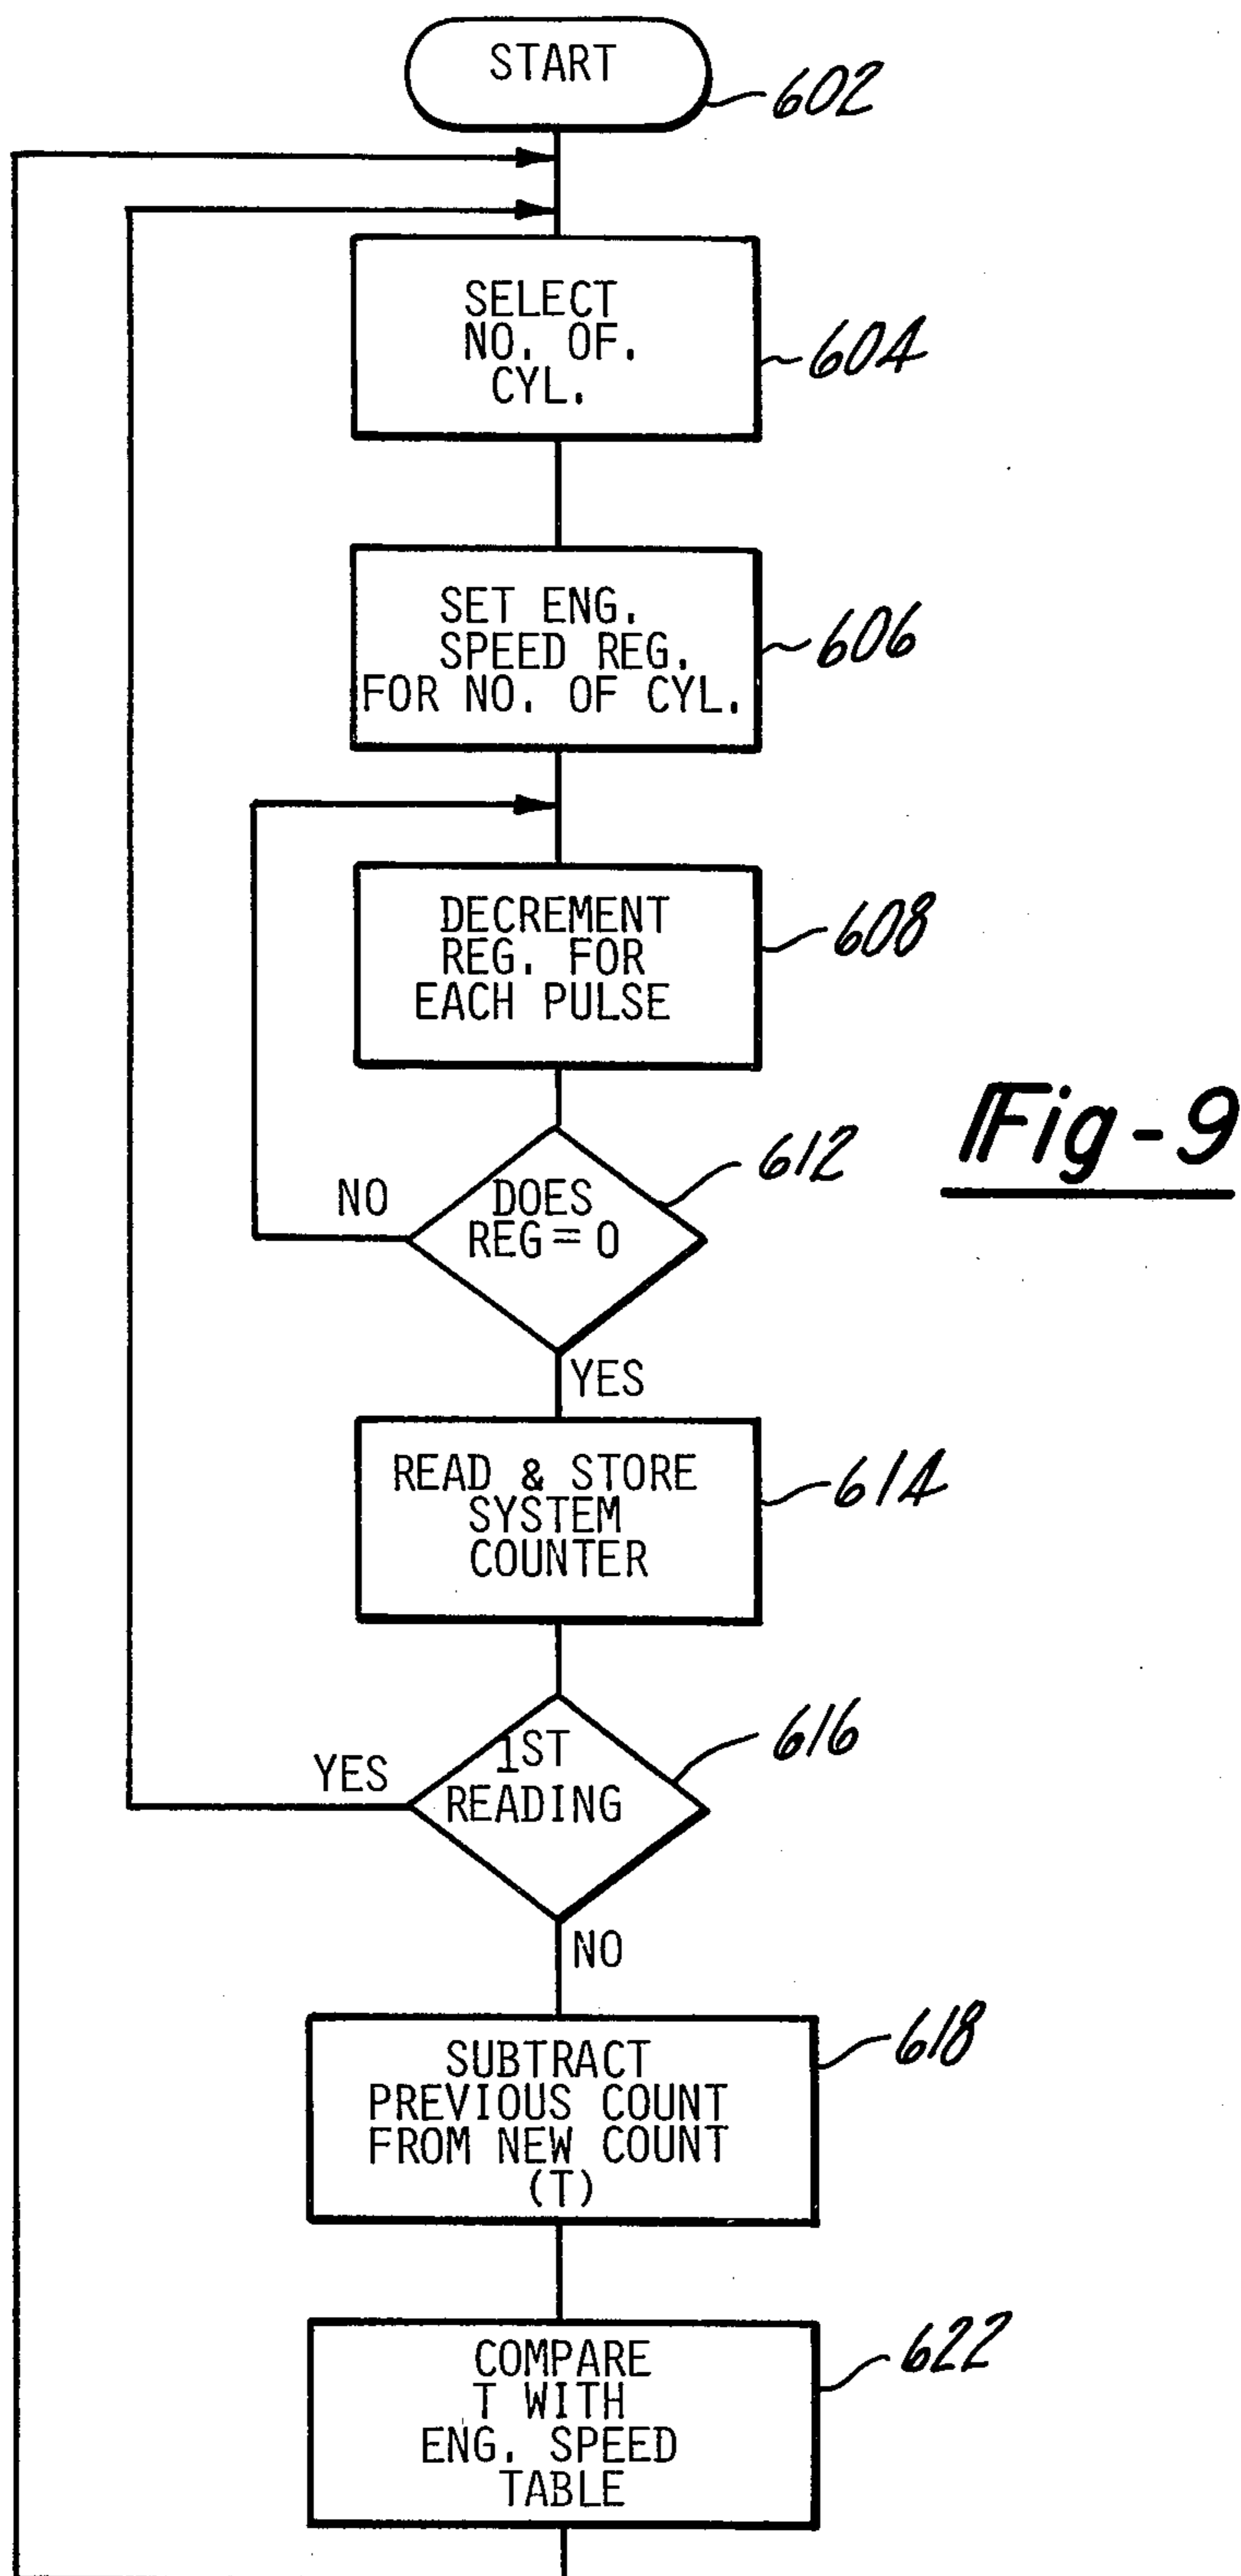 START
602
SELECT
NO. OF.
CYL.
604
SET ENG.
SPEED REG.
FOR NO. OF CYL.
606
DECREMENT
REG. FOR
EACH PULSE
608
Fig-9
DOES
REG = 0
612
NO
YES
READ & STORE
SYSTEM
COUNTER
614
1ST
READING
616
YES
NO
SUBTRACT
PREVIOUS COUNT
FROM NEW COUNT
(T)
618
COMPARE
T WITH
ENG. SPEED
TABLE
622